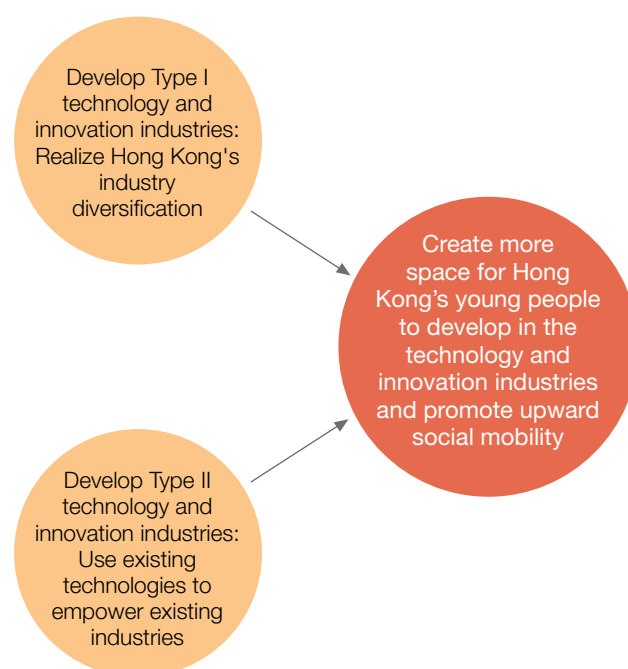 Develop Type I
technology and
innovation industries:
Realize Hong Kong's
industry
diversification
Create more
space for Hong
Kong’s young people
to develop in the
technology and
innovation industries
and promote upward
social mobility
Develop Type II
technology and
innovation industries:
Use existing
technologies to
empower existing
industries